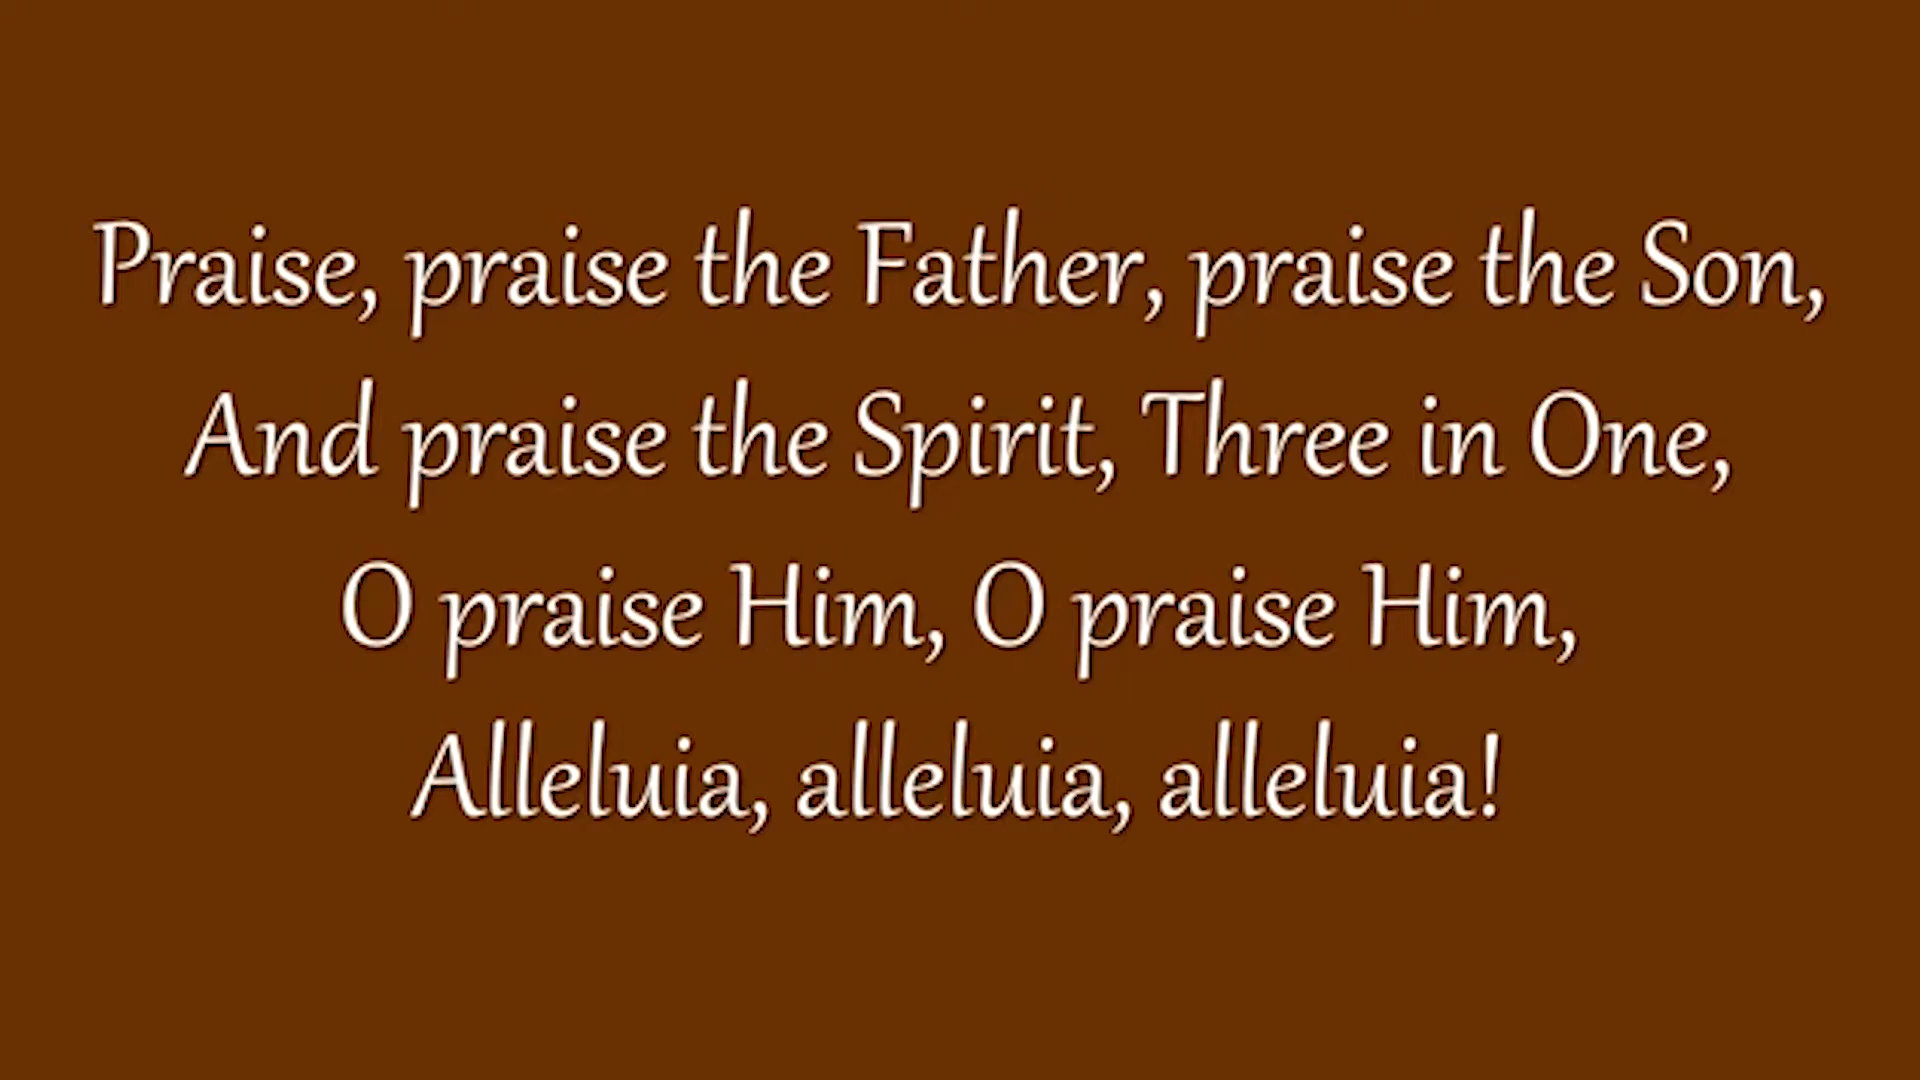 Praise, praise the Father, praise the Son,
And praise the Spirit, Three in One,
O praise Him, O praise Him,
Alleluia, alleluia, alleluia!